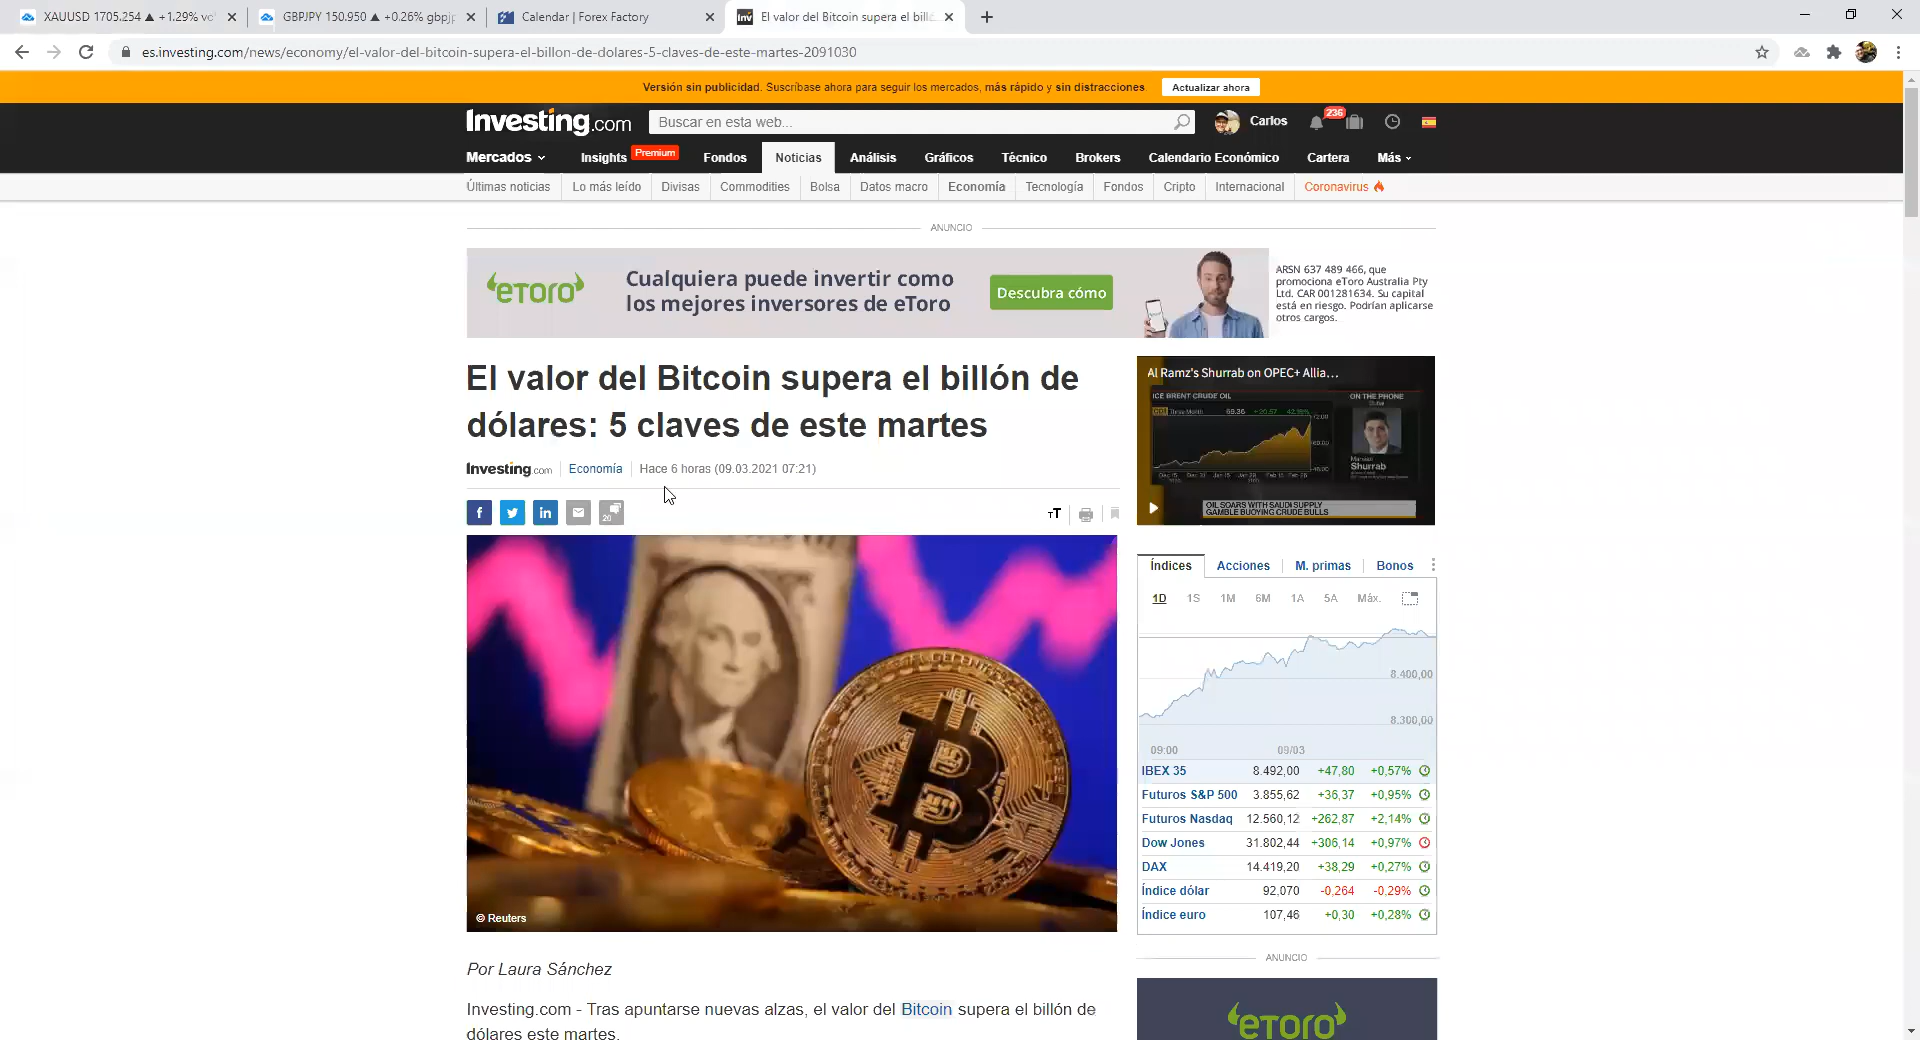 XAUUSD 1705.254 ▲ +1.29%
GBPJPY 150.950 ▲ +0.26% gbpjp
Calendar | Forex Factory
El valor del Bitcoin supera el bill
es.investing.com/news/economy/el-valor-del-bitcoin-supera-el-billon-de-dolares-5-claves-de-este-martes-2091030
Versión sin publicidad. Suscríbase ahora para seguir los mercados, más rápido y sin distracciones.
Actualizar ahora
Investing.com
Buscar en esta web...
Carlos
236
Mercados
Insights
Premium
Fondos
Noticias
Análisis
Gráficos
Técnico
Brokers
Calendario Económico
Cartera
Más
Últimas noticias
Lo más leído
Divisas
Commodities
Bolsa
Datos macro
Economía
Tecnología
Fondos
Cripto
Internacional
Coronavirus
ANUNCIO
eToro
Cualquiera puede invertir como
los mejores inversores de eToro
Descubra cómo
ARSN 637 489 466, que
promociona eToro Australia Pty
Ltd. CAR 001281634. Su capital
está en riesgo. Podrían aplicarse
otros cargos.
El valor del Bitcoin supera el billón de
dólares: 5 claves de este martes
Investing.com
Economía
Hace 6 horas (09.03.2021 07:21)
20
TT
© Reuters
Por Laura Sánchez
Investing.com - Tras apuntarse nuevas alzas, el valor del Bitcoin supera el billón de
dólares este martes.
Al Ramz's Shurrab on OPEC+ Allia...
ICE BRENT CRUDE OIL
ON THE PHONE
Three-Month 69.36
Shurrab
OIL SOARS WITH SAUDI SUPPLY
GAMBLE BUOYING CRUDE BULLS
Índices
Acciones
M. primas
Bonos
1D 1S 1M 6M 1A 5A Máx.
8.400,00
8.300,00
09:00 09/03
IBEX 35 8.492,00 +47,80 +0,57%
Futuros S&P 500 3.855,62 +36,37 +0,95%
Futuros Nasdaq 12.560,12 +262,87 +2,14%
Dow Jones 31.802,44 +306,14 +0,97%
DAX 14.419,20 +38,29 +0,27%
Índice dólar 92,070 -0,264 -0,29%
Índice euro 107,46 +0,30 +0,28%
ANUNCIO
eToro